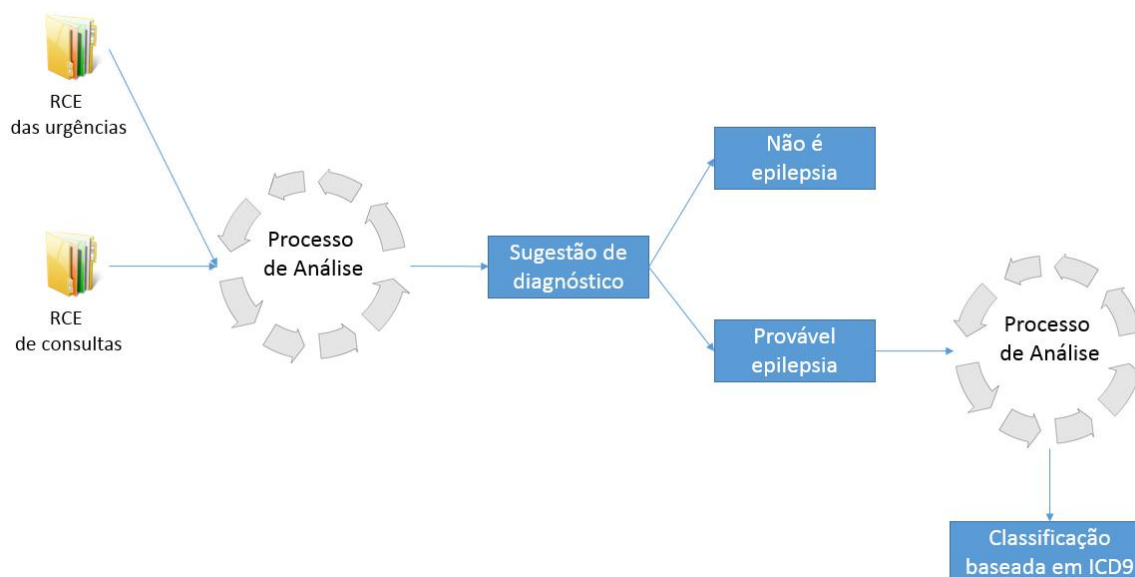 RCE
das urgências
RCE
de consultas
Processo
de Análise
Sugestão de
diagnóstico
Não é
epilepsia
Provável
epilepsia
Processo
de Análise
Classificação
baseada em ICD9